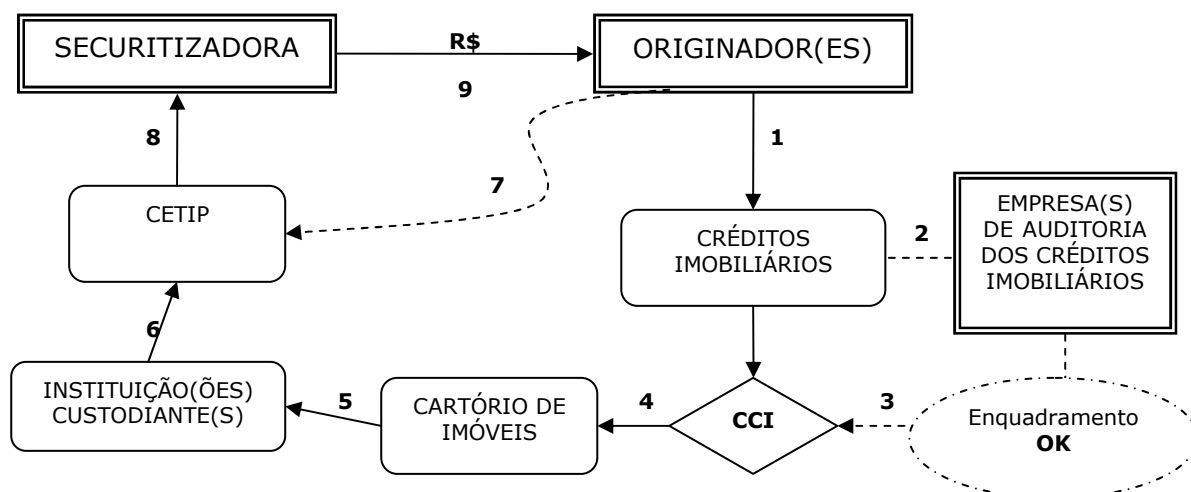 SECURITIZADORA
R$
9
ORIGINADOR(ES)
8
1
7
CETIP
CRÉDITOS
IMOBILIÁRIOS
2
EMPRESA(S)
DE AUDITORIA
DOS CRÉDITOS
IMOBILIÁRIOS
6
INSTITUIÇÃO(ÕES)
CUSTODIANTE(S)
5
CARTÓRIO DE
IMÓVEIS
4
CCI
3
Enquadramento
OK